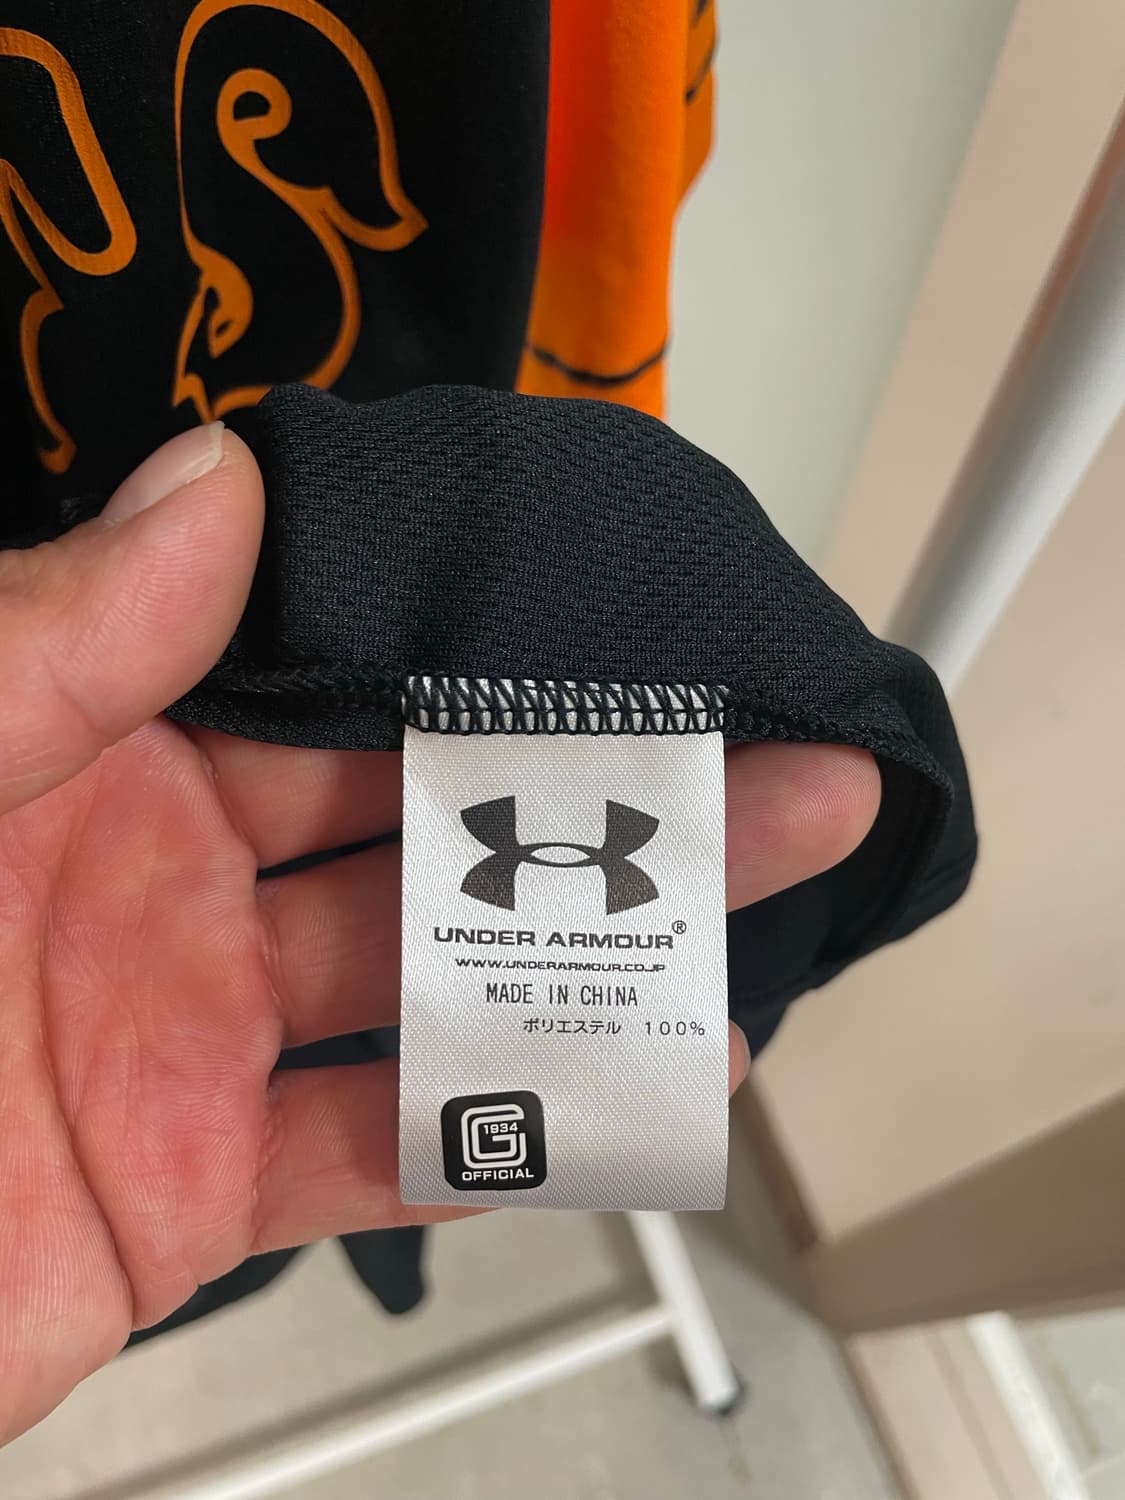 UNDER ARMOUR®
WWW.UNDERARMOUR.CO.JP
MADE IN CHINA
ポリエステル 100%
G
1934
OFFICIAL